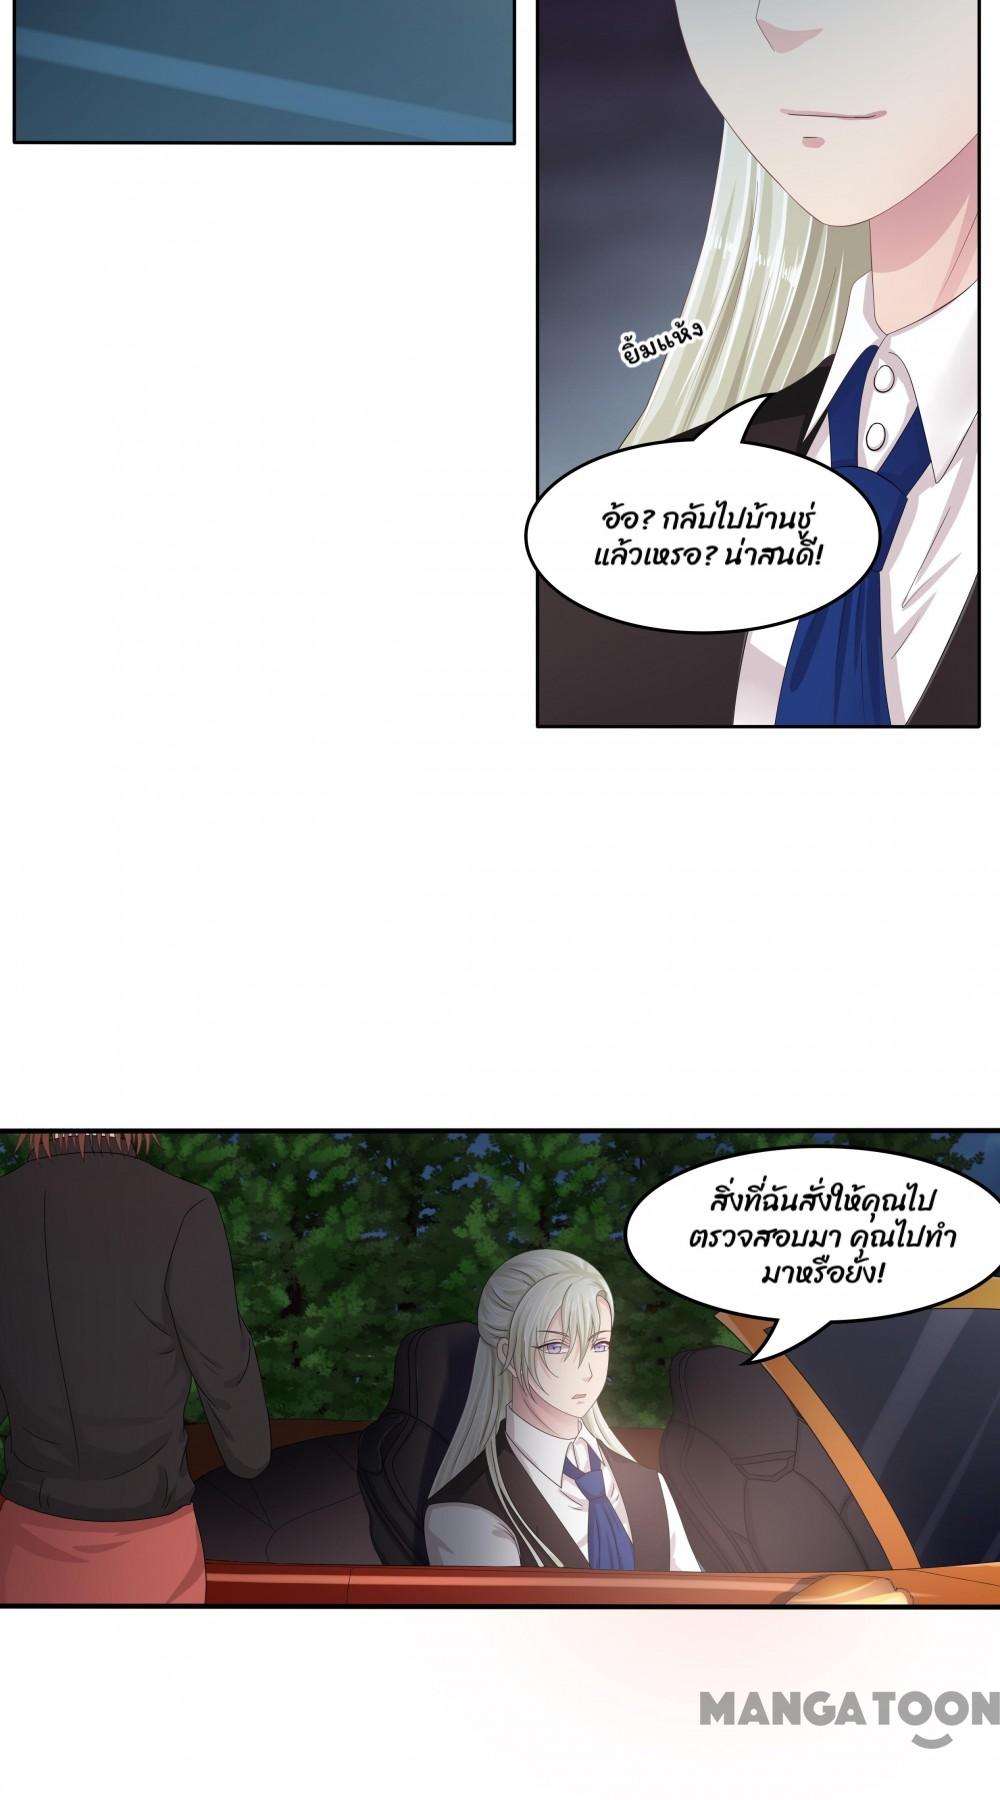 ยิ้มแห้ง
อ้อ? กลับไปบ้านชู่
แล้วเหรอ? น่าสนดี!
สิ่งที่ฉันสั่งให้คุณไป
ตรวจสอบมา คุณไปทำ
มาหรือยัง!
MANGATOON